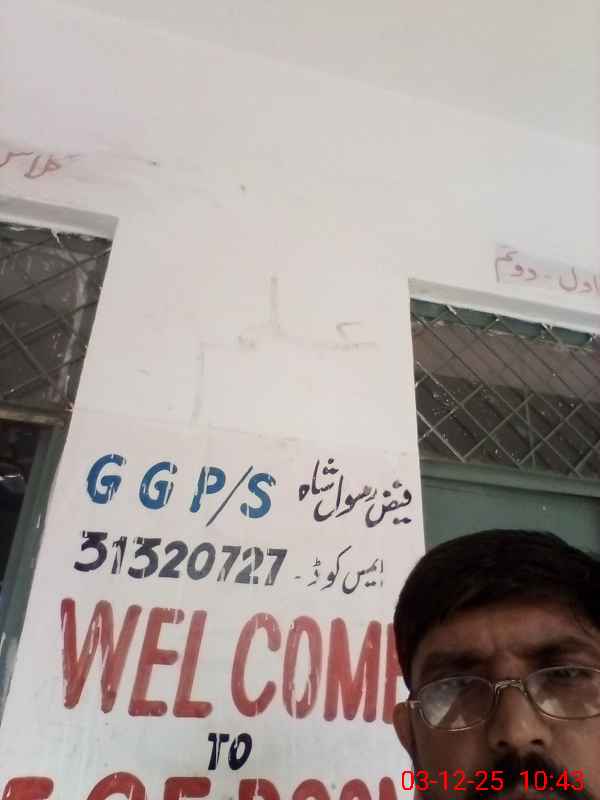 کلاس
اول - دوئم
GGP/S فیض رسول شاہ
31320727 ایمس کوڈ -
WELCOME
TO
03-12-25 10:43